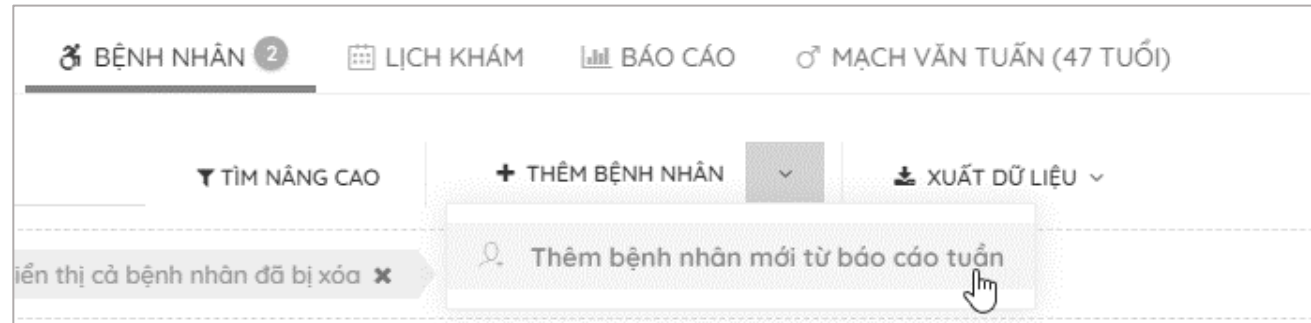 BỆNH NHÂN 2 LỊCH KHÁM BÁO CÁO MẠCH VĂN TUẤN (47 TUỔI)
TÌM NÂNG CAO + THÊM BỆNH NHÂN XUẤT DỮ LIỆU
Thêm bệnh nhân mới từ báo cáo tuần
iển thị cả bệnh nhân đã bị xóa ×